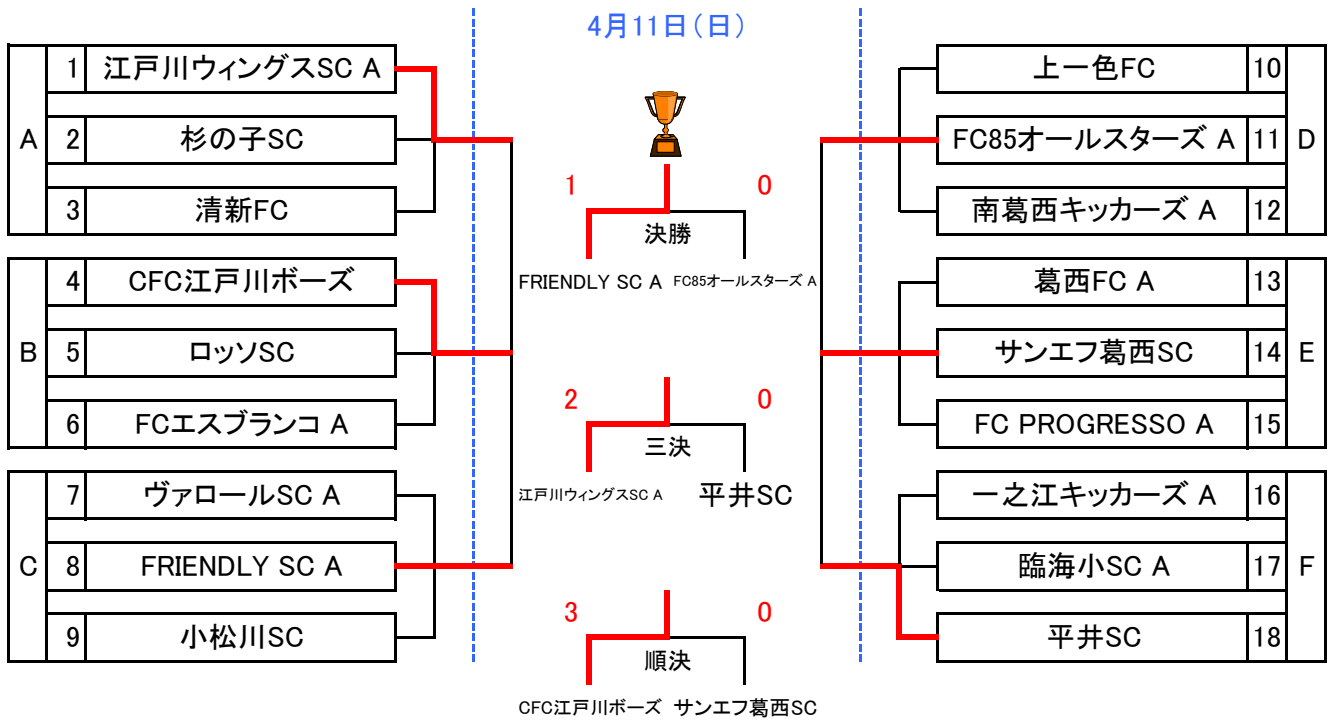 4月11日(日)
A
1 江戸川ウィングスSC A
2 杉の子SC
3 清新FC
B
4 CFC江戸川ボーズ
5 ロッソSC
6 FCエスブランコ A
C
7 ヴァロールSC A
8 FRIENDLY SC A
9 小松川SC
1 0
決勝
FRIENDLY SC A FC85オールスターズ A
2 0
三決
江戸川ウィングスSC A 平井SC
3 0
順決
CFC江戸川ボーズ サンエフ葛西SC
上一色FC 10
FC85オールスターズ A 11
南葛西キッカーズ A 12
D
葛西FC A 13
サンエフ葛西SC 14
FC PROGRESSO A 15
E
一之江キッカーズ A 16
臨海小SC A 17
平井SC 18
F